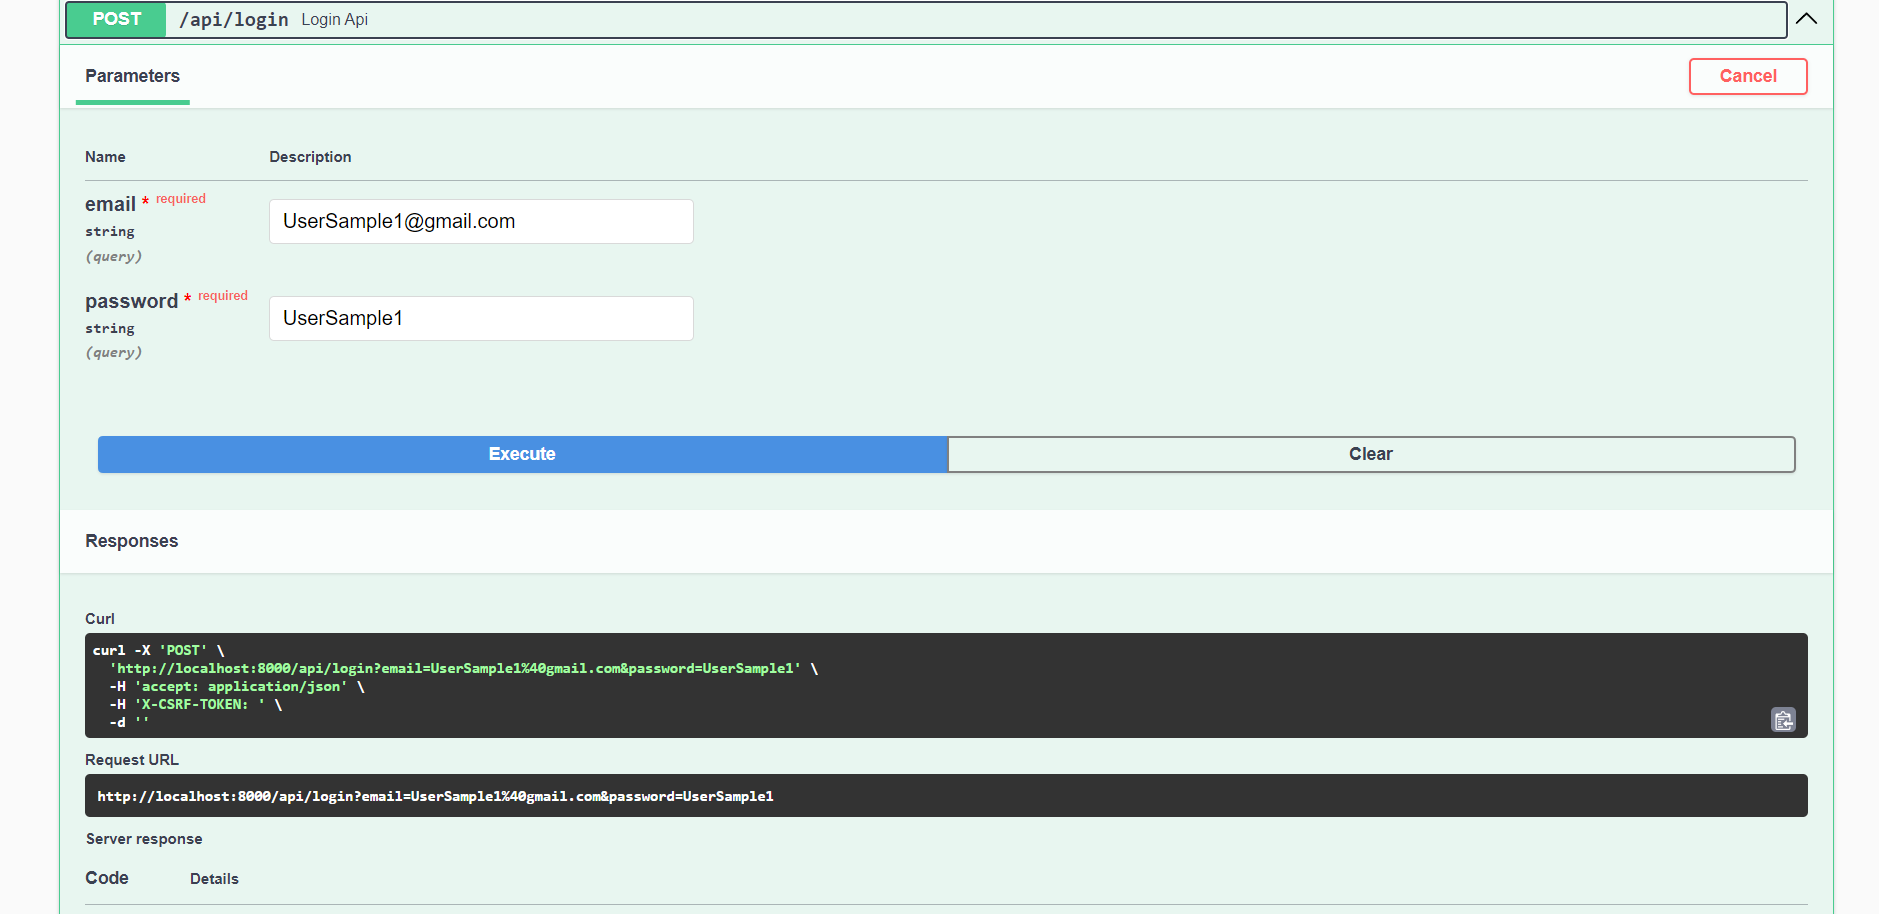 POST /api/login Login Api
Parameters
Cancel
Name Description
email * required
string
(query)
UserSample1@gmail.com
password * required
string
(query)
UserSample1
Execute Clear
Responses
Curl
curl -X 'POST' \
'http://localhost:8000/api/login?email=UserSample1%40gmail.com&password=UserSample1' \
-H 'accept: application/json' \
-H 'X-CSRF-TOKEN: ' \
-d ''
Request URL
http://localhost:8000/api/login?email=UserSample1%40gmail.com&password=UserSample1
Server response
Code Details